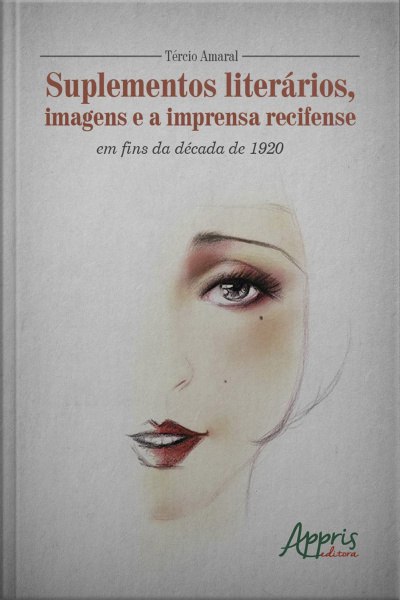 Tércio Amaral
Suplementos literários,
imagens e a imprensa recifense
em fins da década de 1920
Appris
editora